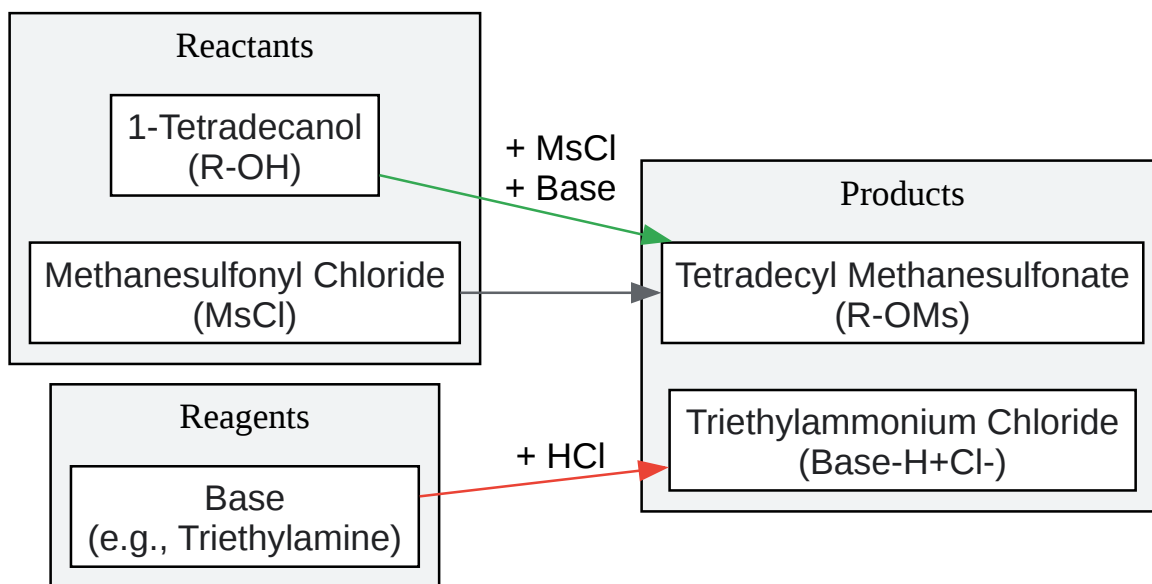 Reactants
1-Tetradecanol
(R-OH)
Methanesulfonyl Chloride
(MsCl)
+ MsCl
+ Base
Products
Tetradecyl Methanesulfonate
(R-OMs)
Triethylammonium Chloride
(Base-H+Cl-)
Reagents
Base
(e.g., Triethylamine)
+ HCl